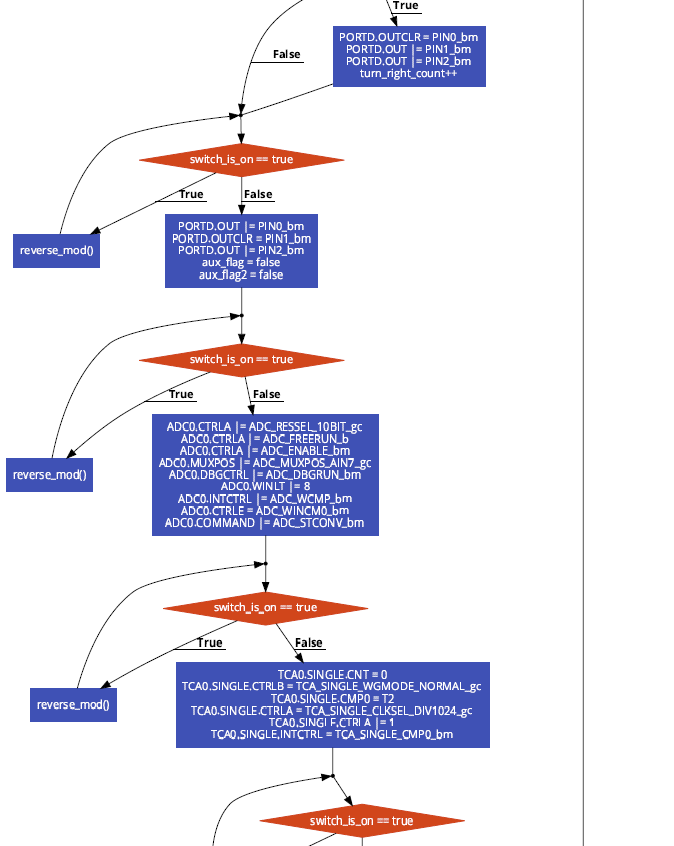 True
PORTD.OUTCLR = PIN0_bm
PORTD.OUT |= PIN1_bm
PORTD.OUT |= PIN2_bm
turn_right_count++
False
switch_is_on == true
True
False
reverse_mod()
PORTD.OUT |= PIN0_bm
PORTD.OUTCLR = PIN1_bm
PORTD.OUT |= PIN2_bm
aux_flag = false
aux_flag2 = false
switch_is_on == true
True
False
reverse_mod()
ADC0.CTRLA |= ADC_RESSEL_10BIT_gc
ADC0.CTRLA |= ADC_FREERUN_b
ADC0.CTRLA |= ADC_ENABLE_bm
ADC0.MUXPOS |= ADC_MUXPOS_AIN7_gc
ADC0.DBGCTRL |= ADC_DBGRUN_bm
ADC0.WINLT |= 8
ADC0.INTCTRL |= ADC_WCMP_bm
ADC0.CTRLE = ADC_WINCM0_bm
ADC0.COMMAND |= ADC_STCONV_bm
switch_is_on == true
True
False
reverse_mod()
TCA0.SINGLE.CNT = 0
TCA0.SINGLE.CTRLB = TCA_SINGLE_WGMODE_NORMAL_gc
TCA0.SINGLE.CMP0 = T2
TCA0.SINGLE.CTRLA = TCA_SINGLE_CLKSEL_DIV1024_gc
TCA0.SINGLE.CTRLA |= 1
TCA0.SINGLE.INTCTRL = TCA_SINGLE_CMP0_bm
switch_is_on == true